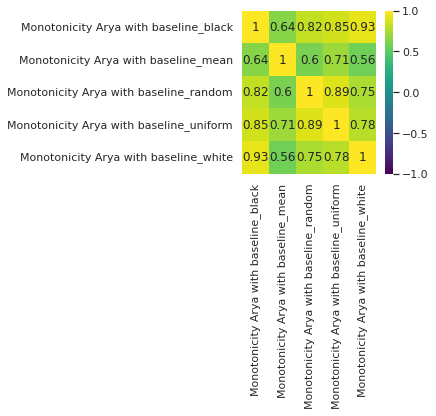 Monotonicity Arya with baseline_black 1 0.64 0.82 0.85 0.93
Monotonicity Arya with baseline_mean 0.64 1 0.6 0.71 0.56
Monotonicity Arya with baseline_random 0.82 0.6 1 0.89 0.75
Monotonicity Arya with baseline_uniform 0.85 0.71 0.89 1 0.78
Monotonicity Arya with baseline_white 0.93 0.56 0.75 0.78 1
Monotonicity Arya with baseline_black
Monotonicity Arya with baseline_mean
Monotonicity Arya with baseline_random
Monotonicity Arya with baseline_uniform
Monotonicity Arya with baseline_white
1.0
0.5
0.0
−0.5
−1.0